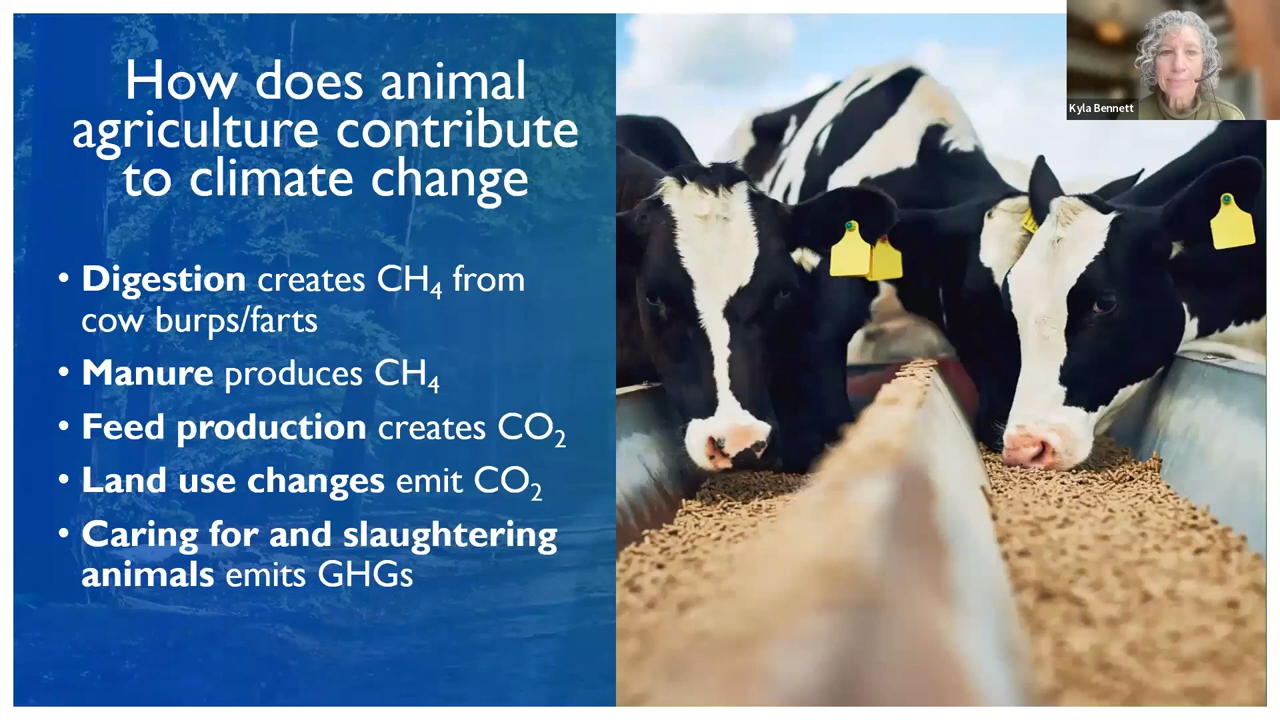 How does animal
agriculture contribute
to climate change
• Digestion creates CH₄ from
cow burps/farts
• Manure produces CH₄
• Feed production creates CO₂
• Land use changes emit CO₂
• Caring for and slaughtering
animals emits GHGs
Kyla Bennett